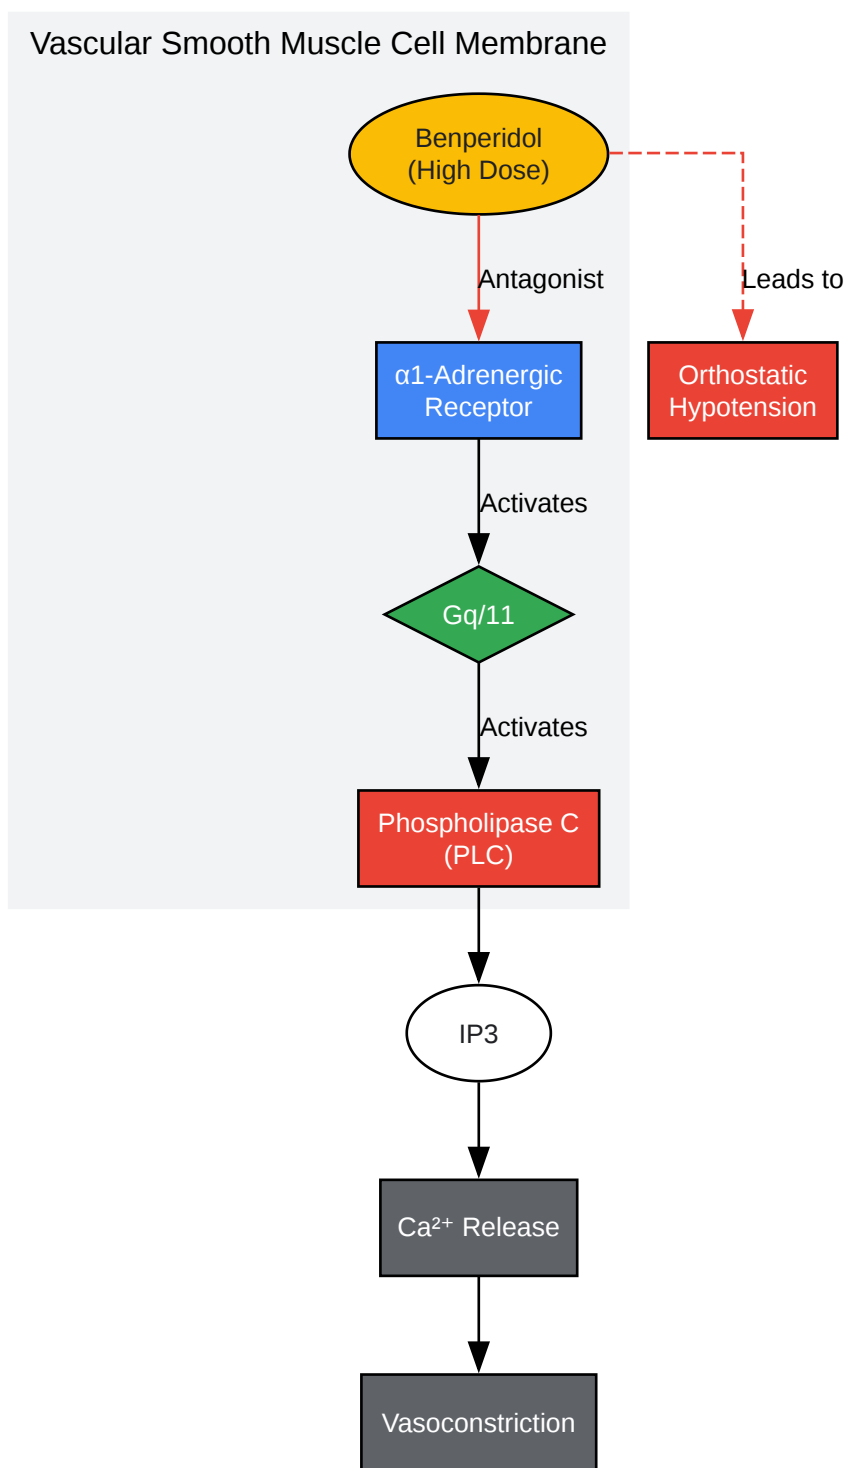 Vascular Smooth Muscle Cell Membrane
Benperidol
(High Dose)
Antagonist
Leads to
α1-Adrenergic
Receptor
Orthostatic
Hypotension
Activates
Gq/11
Activates
Phospholipase C
(PLC)
IP3
Ca²⁺ Release
Vasoconstriction